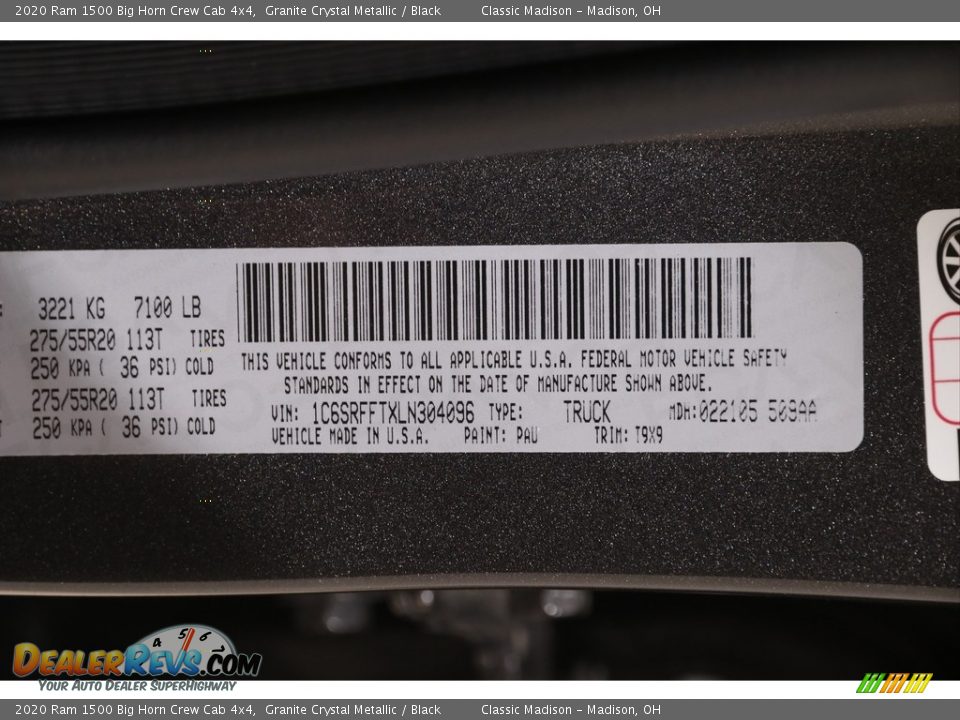 2020 Ram 1500 Big Horn Crew Cab 4x4, Granite Crystal Metallic / Black Classic Madison – Madison, OH
3221 KG 7100 LB
275/55R20 113T TIRES
250 KPA ( 36 PSI) COLD
275/55R20 113T TIRES
250 KPA ( 36 PSI) COLD
THIS VEHICLE CONFORMS TO ALL APPLICABLE U.S.A. FEDERAL MOTOR VEHICLE SAFETY
STANDARDS IN EFFECT ON THE DATE OF MANUFACTURE SHOWN ABOVE.
VIN: 1C6SRFFTXLN304096 TYPE: TRUCK MDH: 022105
VEHICLE MADE IN U.S.A. PAINT: PAU TRIM: T9X9
4 5 6
DEALERREVS.COM
YOUR AUTO DEALER SUPERHIGHWAY
2020 Ram 1500 Big Horn Crew Cab 4x4, Granite Crystal Metallic / Black Classic Madison – Madison, OH